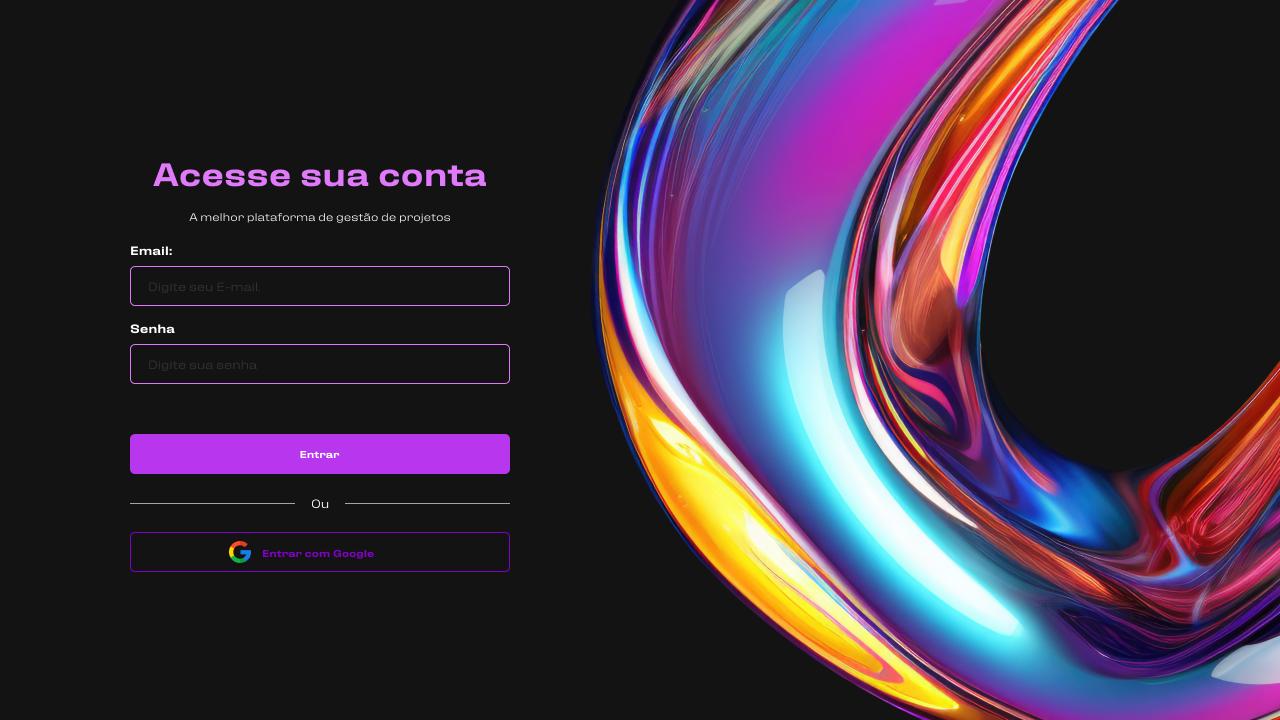 Acesse sua conta
A melhor plataforma de gestão de projetos
Email:
Digite seu E-mail
Senha
Digite sua senha
Entrar
Ou
Entrar com Google